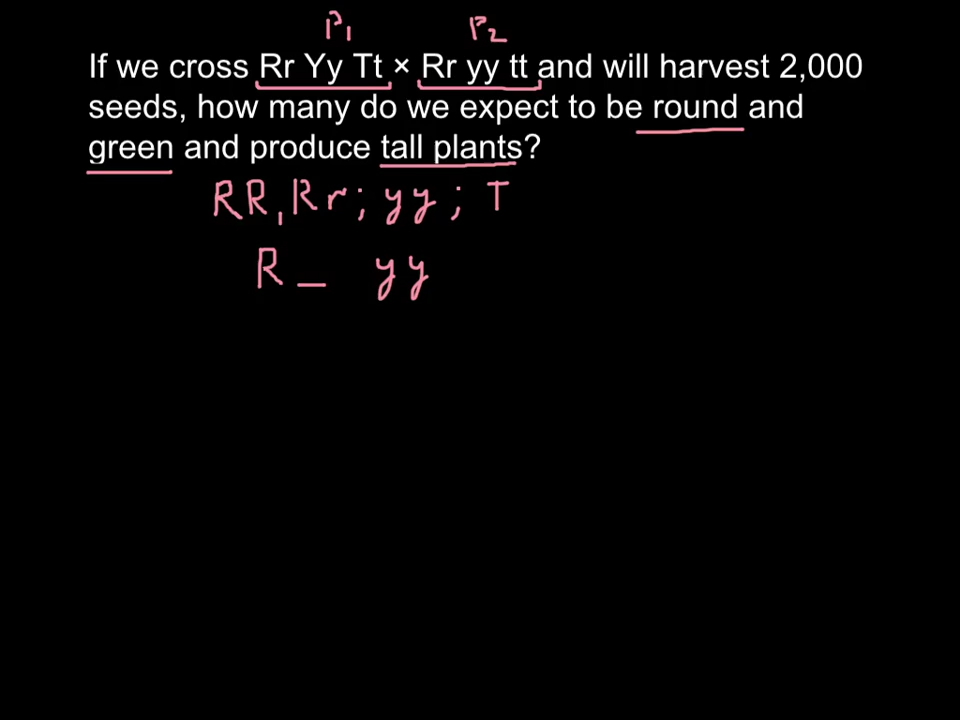 P1 P2
If we cross Rr Yy Tt × Rr yy tt and will harvest 2,000
seeds, how many do we expect to be round and
green and produce tall plants?
RR, Rr; yy; T
R_ yy